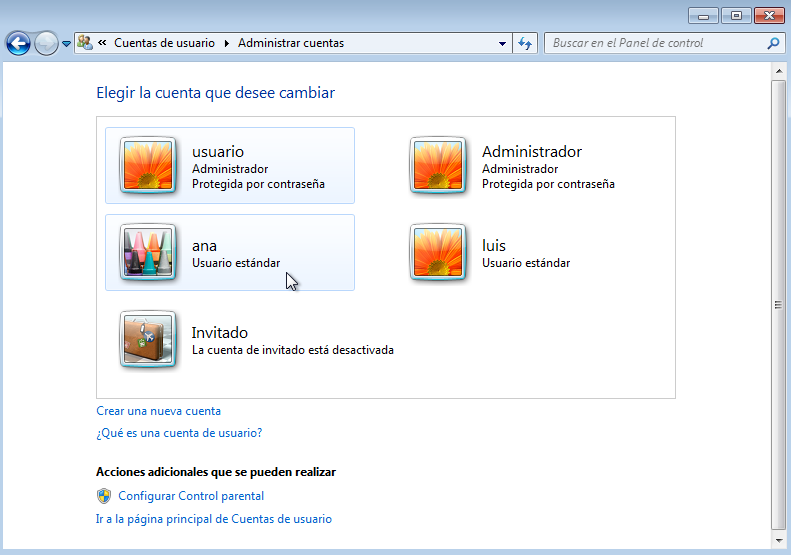 « Cuentas de usuario Administrar cuentas
Buscar en el Panel de control
Elegir la cuenta que desee cambiar
usuario
Administrador
Protegida por contraseña
Administrador
Administrador
Protegida por contraseña
ana
Usuario estándar
luis
Usuario estándar
Invitado
La cuenta de invitado está desactivada
Crear una nueva cuenta
¿Qué es una cuenta de usuario?
Acciones adicionales que se pueden realizar
Configurar Control parental
Ir a la página principal de Cuentas de usuario